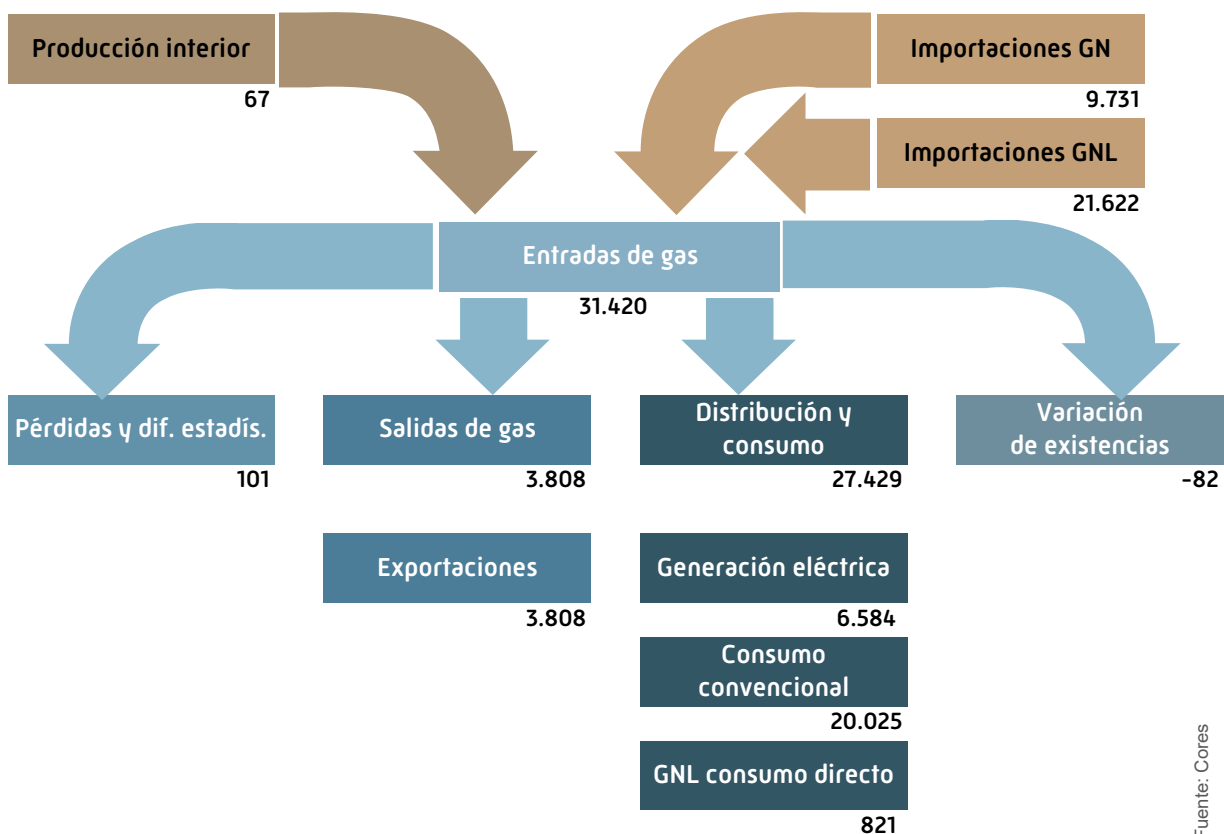 Producción interior
67
Importaciones GN
9.731
Importaciones GNL
21.622
Entradas de gas
31.420
Pérdidas y dif. estadís.
101
Salidas de gas
3.808
Distribución y
consumo
27.429
Variación
de existencias
-82
Exportaciones
3.808
Generación eléctrica
6.584
Consumo
convencional
20.025
GNL consumo directo
821
Fuente: Cores